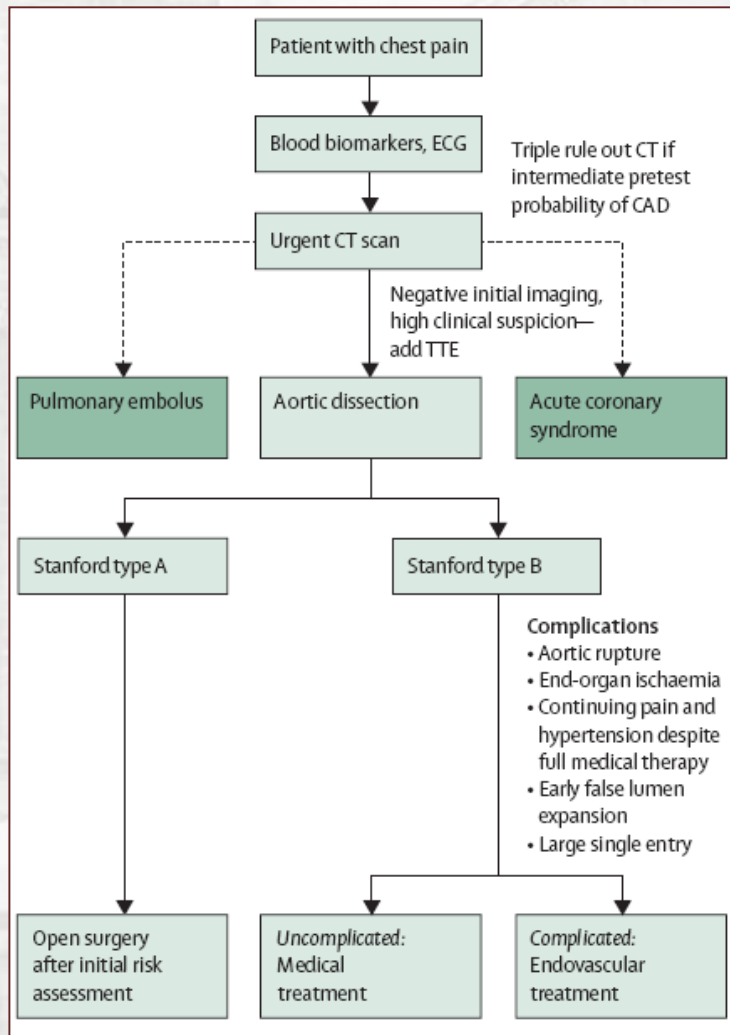 Patient with chest pain
Blood biomarkers, ECG
Triple rule out CT if
intermediate pretest
probability of CAD
Urgent CT scan
Negative initial imaging,
high clinical suspicion—
add TTE
Pulmonary embolus
Aortic dissection
Acute coronary
syndrome
Stanford type A
Stanford type B
Complications
• Aortic rupture
• End-organ ischaemia
• Continuing pain and
hypertension despite
full medical therapy
• Early false lumen
expansion
• Large single entry
Open surgery
after initial risk
assessment
Uncomplicated:
Medical
treatment
Complicated:
Endovascular
treatment